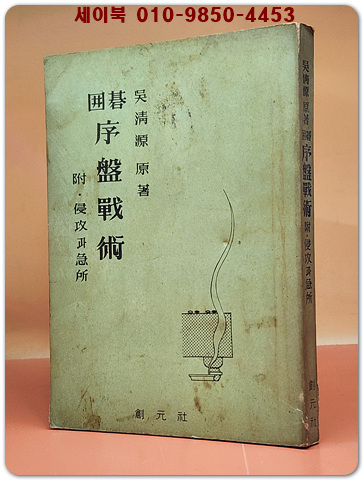 세이북 010-9850-4453
吳淸源 原著
囲碁
序盤戰術
附·侵攻과急所
創元社
吳淸源 原著 囲碁 序盤戰術 附·侵攻과急所
創元社